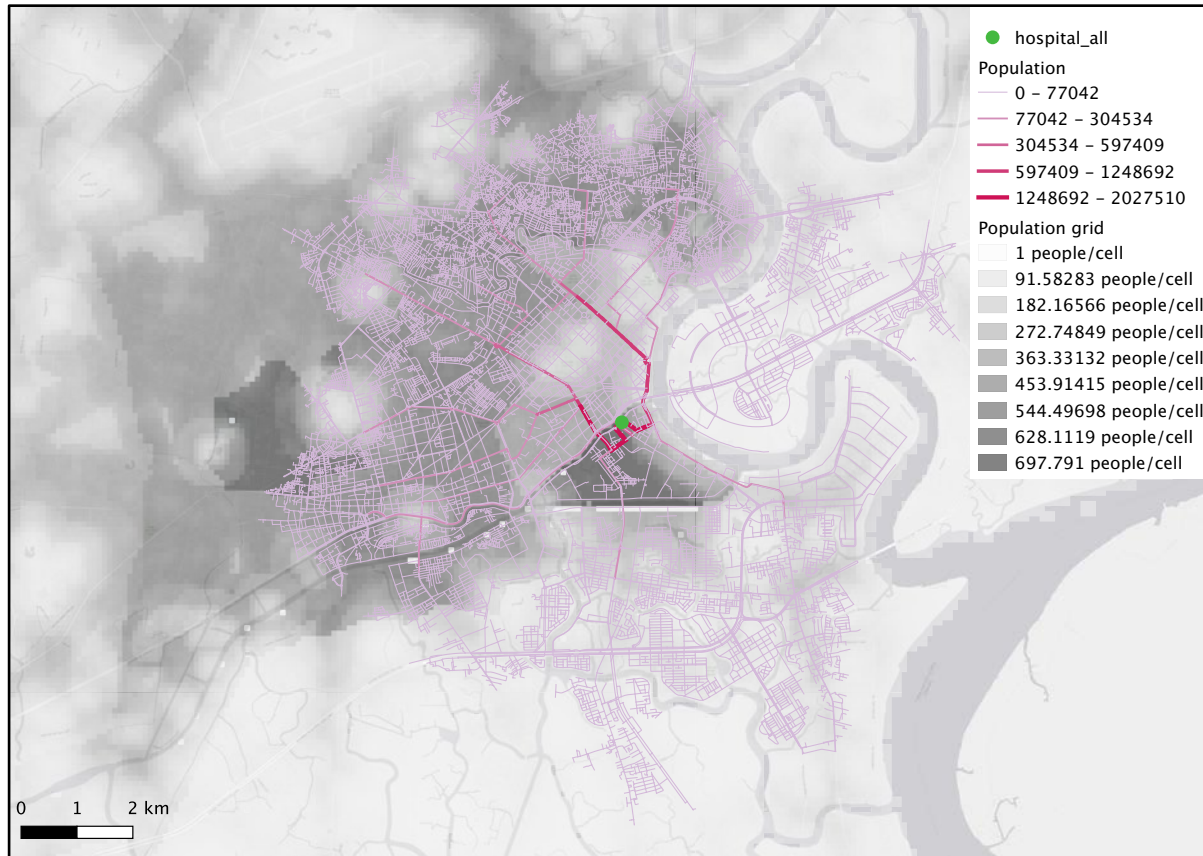 hospital_all
Population
0 – 77042
77042 – 304534
304534 – 597409
597409 – 1248692
1248692 – 2027510
Population grid
1 people/cell
91.58283 people/cell
182.16566 people/cell
272.74849 people/cell
363.33132 people/cell
453.91415 people/cell
544.49698 people/cell
628.1119 people/cell
697.791 people/cell
0 1 2 km